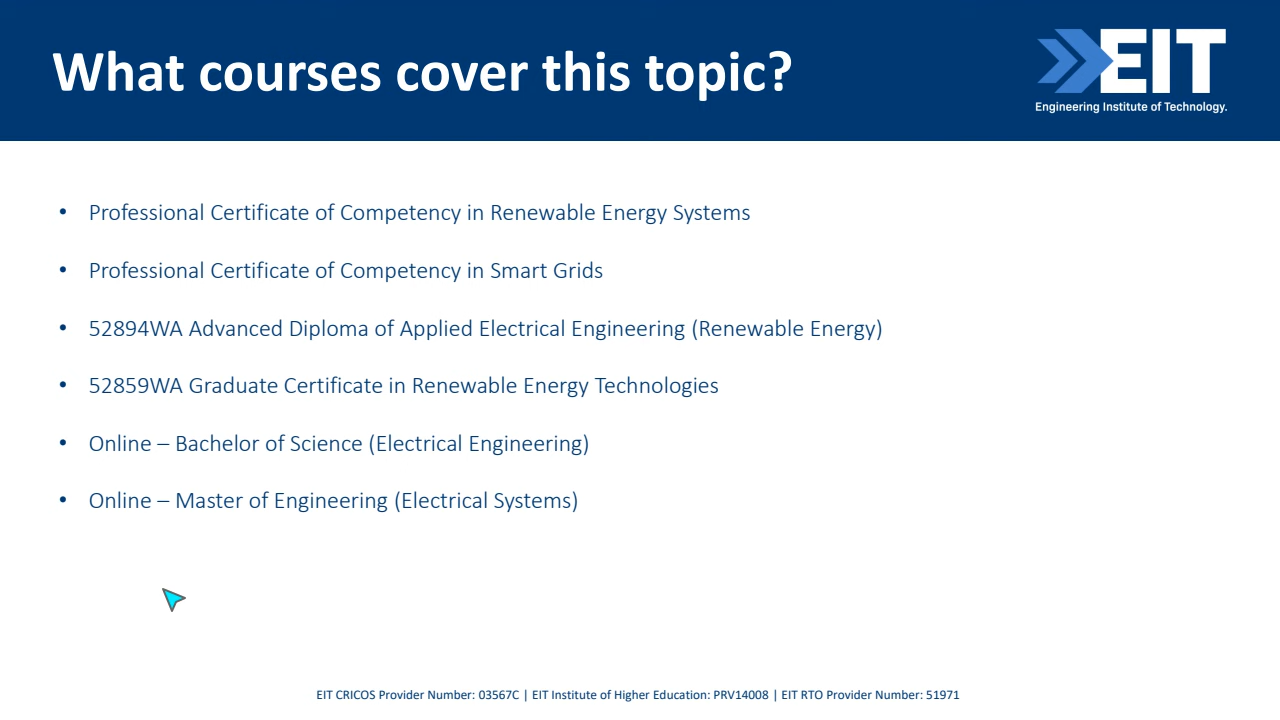 What courses cover this topic?
EIT
Engineering Institute of Technology.
• Professional Certificate of Competency in Renewable Energy Systems
• Professional Certificate of Competency in Smart Grids
• 52894WA Advanced Diploma of Applied Electrical Engineering (Renewable Energy)
• 52859WA Graduate Certificate in Renewable Energy Technologies
• Online – Bachelor of Science (Electrical Engineering)
• Online – Master of Engineering (Electrical Systems)
EIT CRICOS Provider Number: 03567C | EIT Institute of Higher Education: PRV14008 | EIT RTO Provider Number: 51971